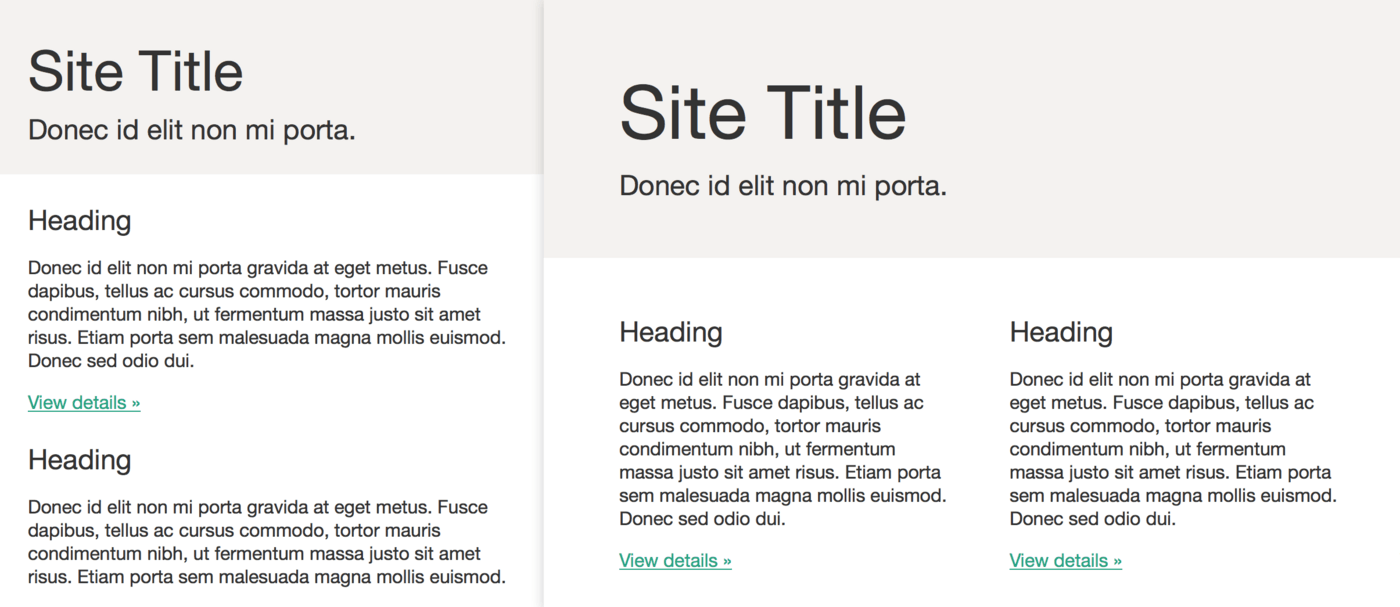 Site Title
Donec id elit non mi porta.
Heading
Donec id elit non mi porta gravida at eget metus. Fusce
dapibus, tellus ac cursus commodo, tortor mauris
condimentum nibh, ut fermentum massa justo sit amet
risus. Etiam porta sem malesuada magna mollis euismod.
Donec sed odio dui.
View details »
Heading
Donec id elit non mi porta gravida at eget metus. Fusce
dapibus, tellus ac cursus commodo, tortor mauris
condimentum nibh, ut fermentum massa justo sit amet
risus. Etiam porta sem malesuada magna mollis euismod.
Site Title
Donec id elit non mi porta.
Heading
Donec id elit non mi porta gravida at
eget metus. Fusce dapibus, tellus ac
cursus commodo, tortor mauris
condimentum nibh, ut fermentum
massa justo sit amet risus. Etiam porta
sem malesuada magna mollis euismod.
Donec sed odio dui.
View details »
Heading
Donec id elit non mi porta gravida at
eget metus. Fusce dapibus, tellus ac
cursus commodo, tortor mauris
condimentum nibh, ut fermentum
massa justo sit amet risus. Etiam porta
sem malesuada magna mollis euismod.
Donec sed odio dui.
View details »